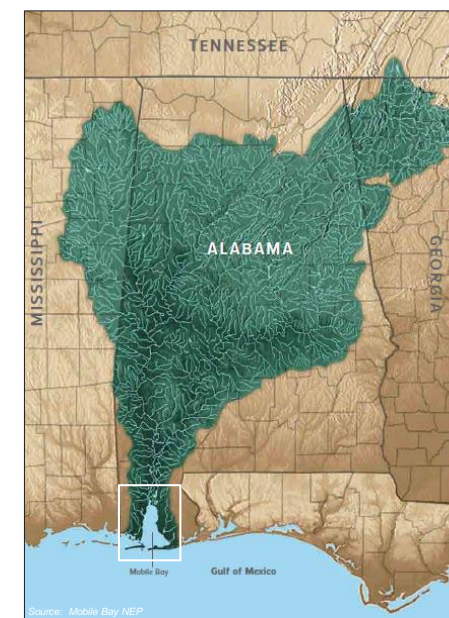 TENNESSEE
ALABAMA
MISSISSIPPI
GEORGIA
Mobile Bay
Gulf of Mexico
Source: Mobile Bay NEP